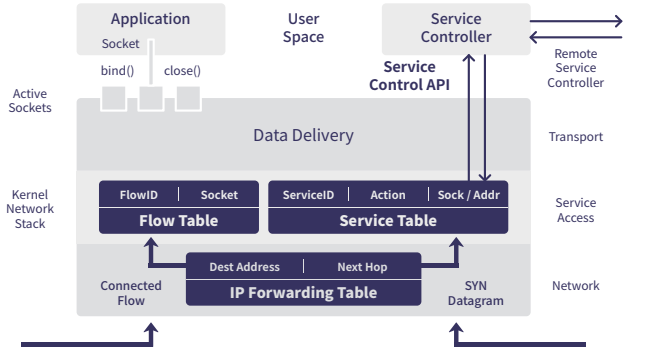 Application
User
Space
Service
Controller
Socket
bind()
close()
Service
Control API
Remote
Service
Controller
Active
Sockets
Data Delivery
Transport
Kernel
Network
Stack
FlowID
Socket
Flow Table
ServiceID
Action
Sock / Addr
Service Table
Service
Access
Dest Address
Next Hop
IP Forwarding Table
Connected
Flow
SYN
Datagram
Network